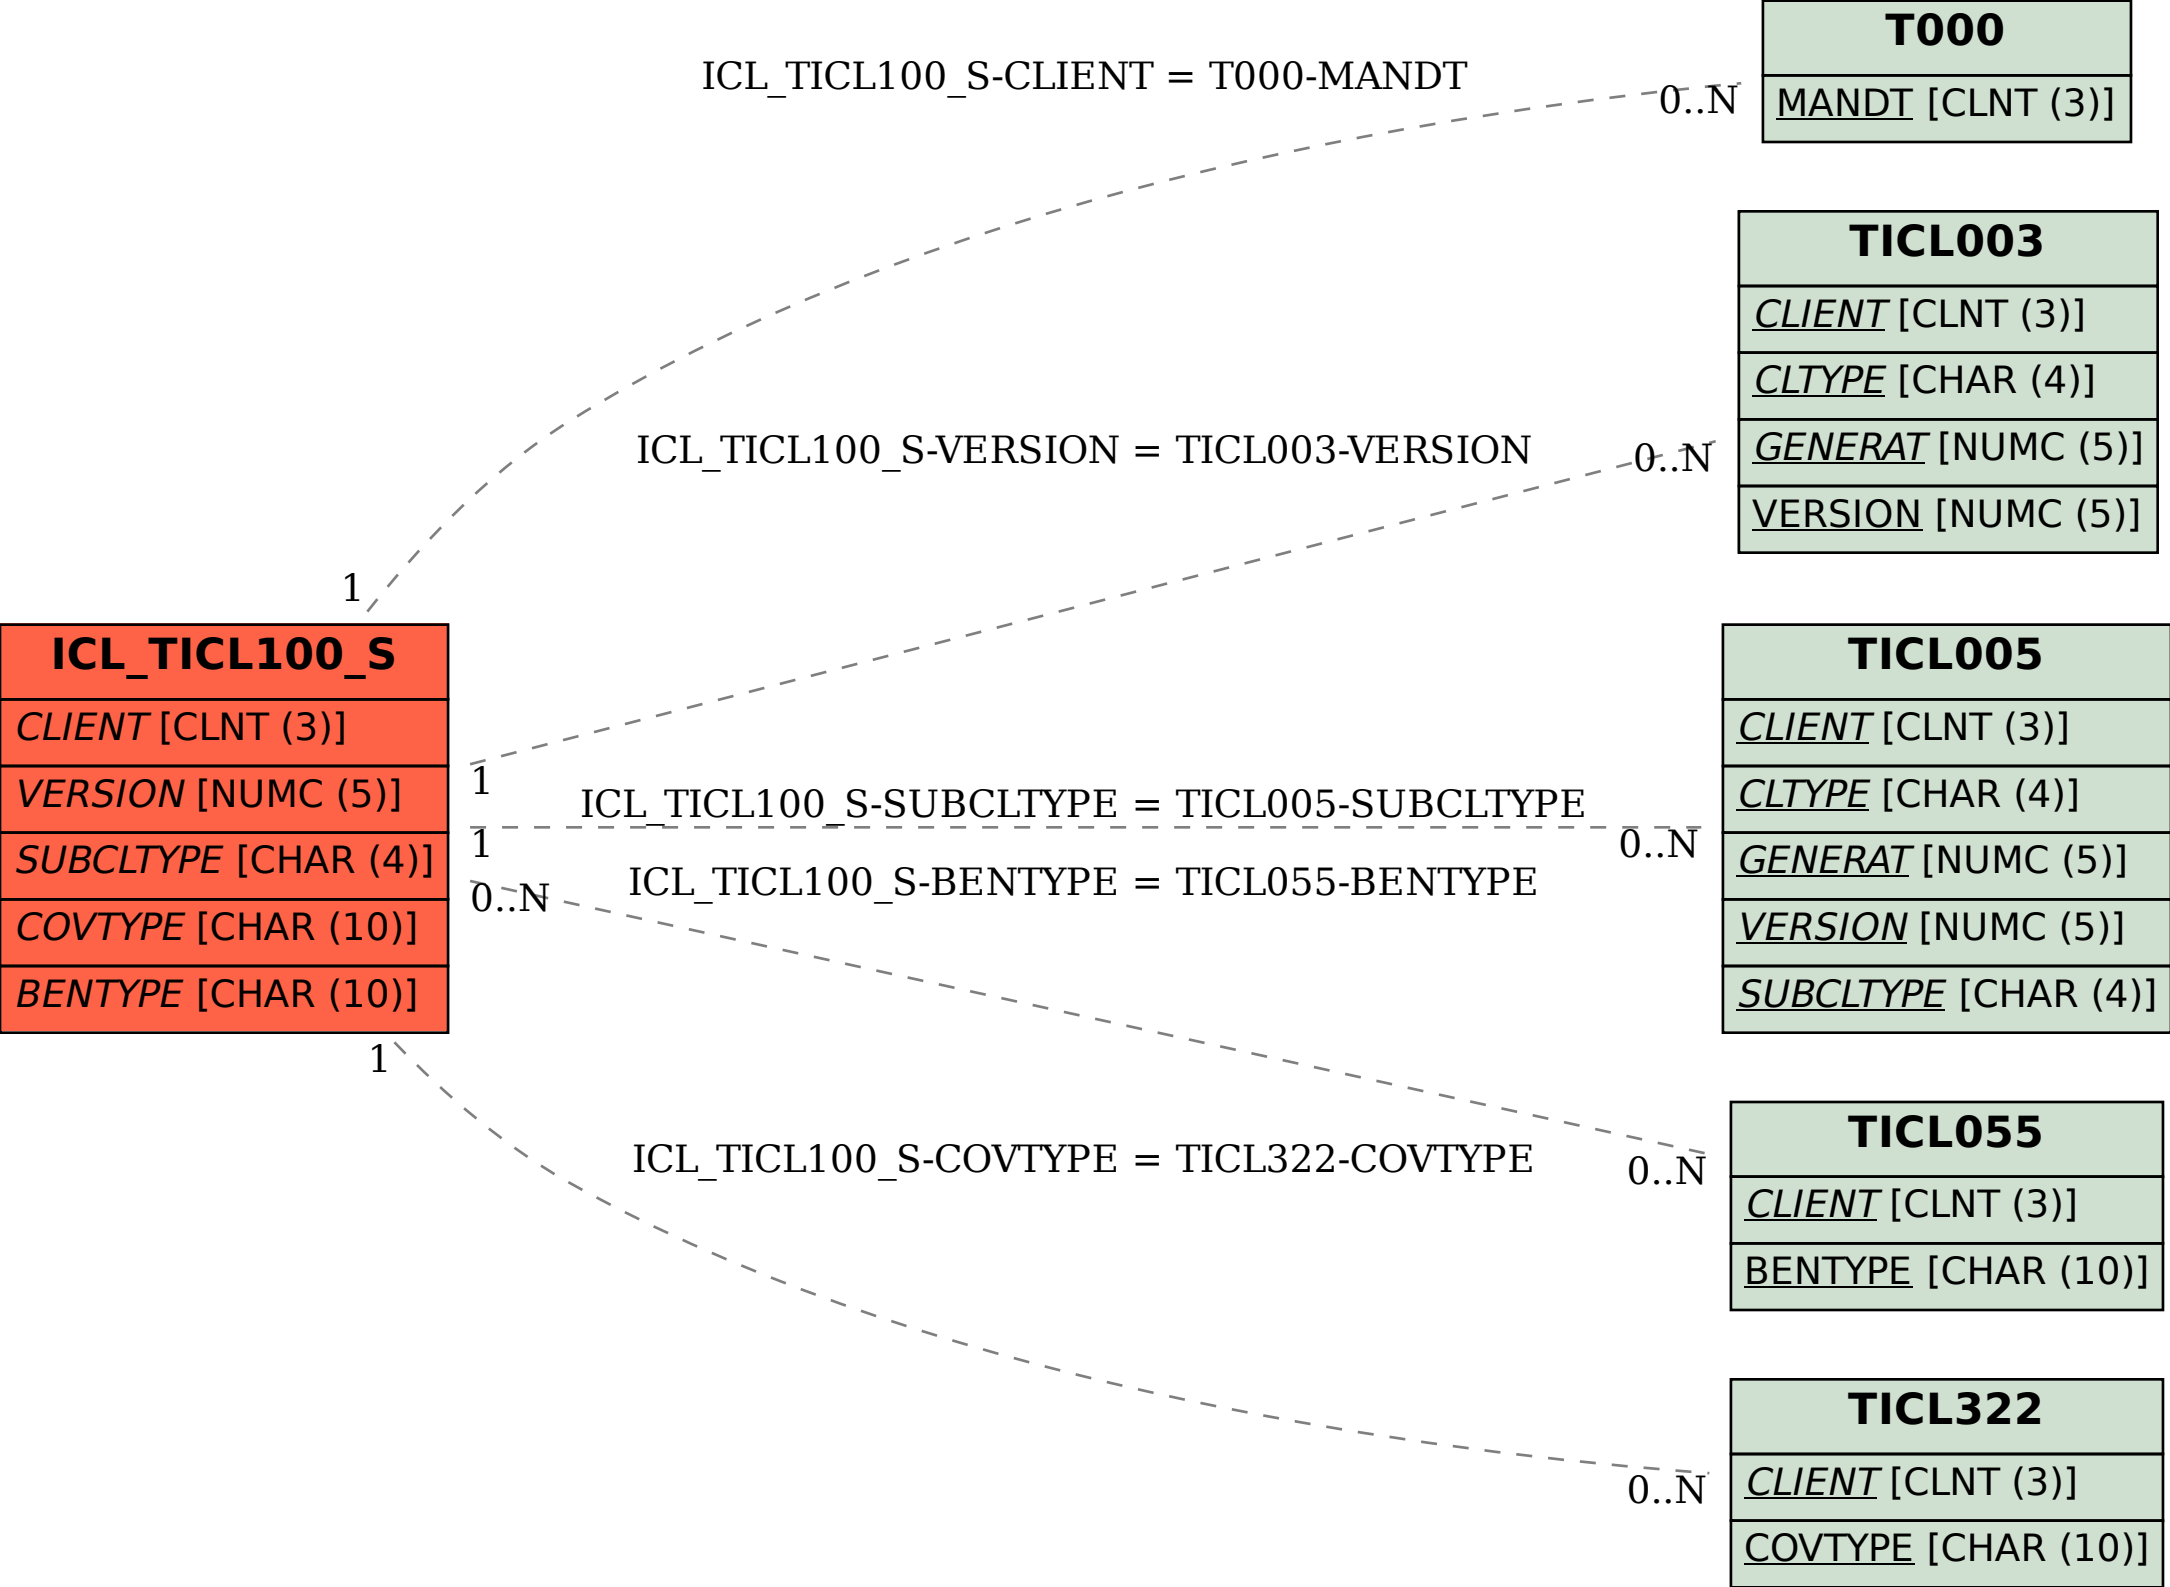 T000
MANDT [CLNT (3)]
ICL_TICL100_S-CLIENT = T000-MANDT
0..N
1
TICL003
CLIENT [CLNT (3)]
CLTYPE [CHAR (4)]
GENERAT [NUMC (5)]
VERSION [NUMC (5)]
ICL_TICL100_S-VERSION = TICL003-VERSION
0..N
1
ICL_TICL100_S
CLIENT [CLNT (3)]
VERSION [NUMC (5)]
SUBCLTYPE [CHAR (4)]
COVTYPE [CHAR (10)]
BENTYPE [CHAR (10)]
ICL_TICL100_S-SUBCLTYPE = TICL005-SUBCLTYPE
1
0..N
TICL005
CLIENT [CLNT (3)]
CLTYPE [CHAR (4)]
GENERAT [NUMC (5)]
VERSION [NUMC (5)]
SUBCLTYPE [CHAR (4)]
ICL_TICL100_S-BENTYPE = TICL055-BENTYPE
0..N
0..N
TICL055
CLIENT [CLNT (3)]
BENTYPE [CHAR (10)]
1
ICL_TICL100_S-COVTYPE = TICL322-COVTYPE
0..N
TICL322
CLIENT [CLNT (3)]
COVTYPE [CHAR (10)]